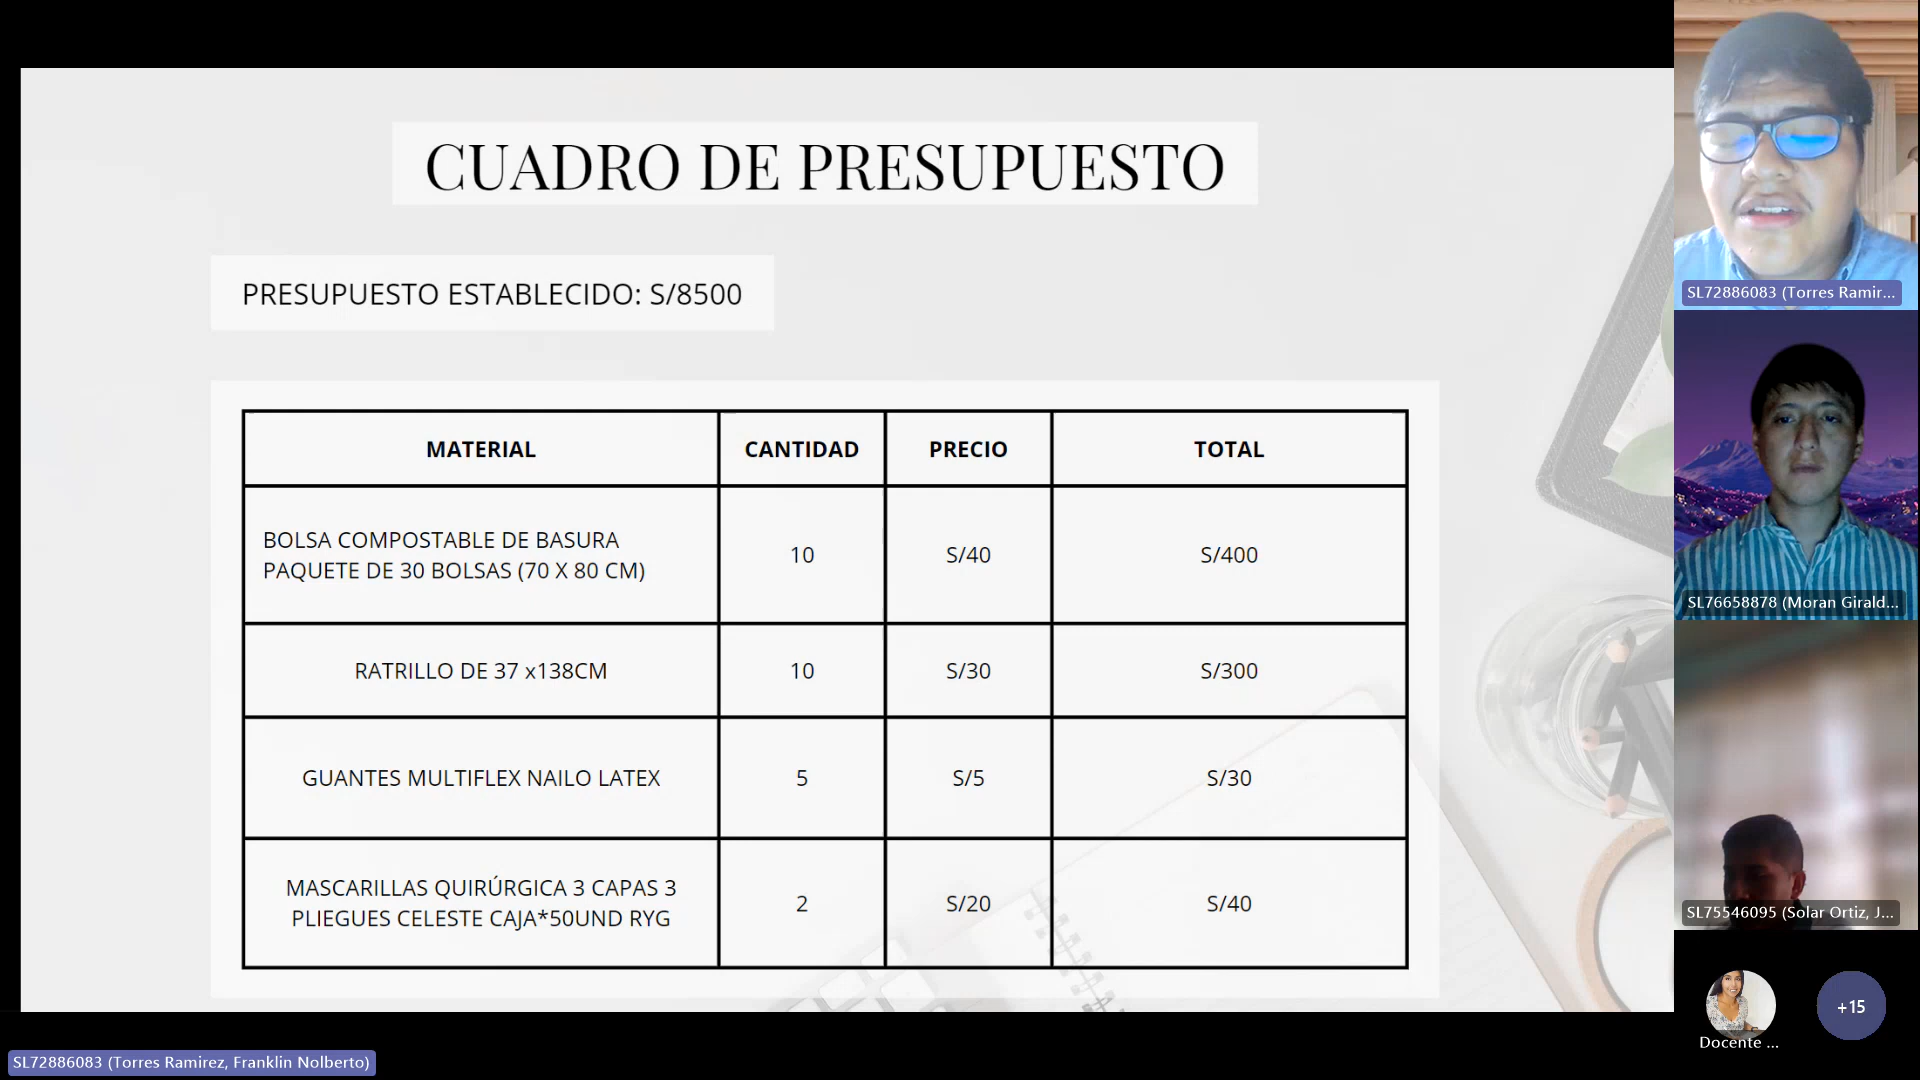 CUADRO DE PRESUPUESTO
PRESUPUESTO ESTABLECIDO: S/8500
MATERIAL CANTIDAD PRECIO TOTAL
BOLSA COMPOSTABLE DE BASURA
PAQUETE DE 30 BOLSAS (70 X 80 CM) 10 S/40 S/400
RATRILLO DE 37 x138CM 10 S/30 S/300
GUANTES MULTIFLEX NAILO LATEX 5 S/5 S/30
MASCARILLAS QUIRÚRGICA 3 CAPAS 3
PLIEGUES CELESTE CAJA*50UND RYG 2 S/20 S/40
SL72886083 (Torres Ramir...
SL76658878 (Moran Girald...
SL75546095 (Solar Ortiz, J...
Docente ...
+15
SL72886083 (Torres Ramirez, Franklin Nolberto)